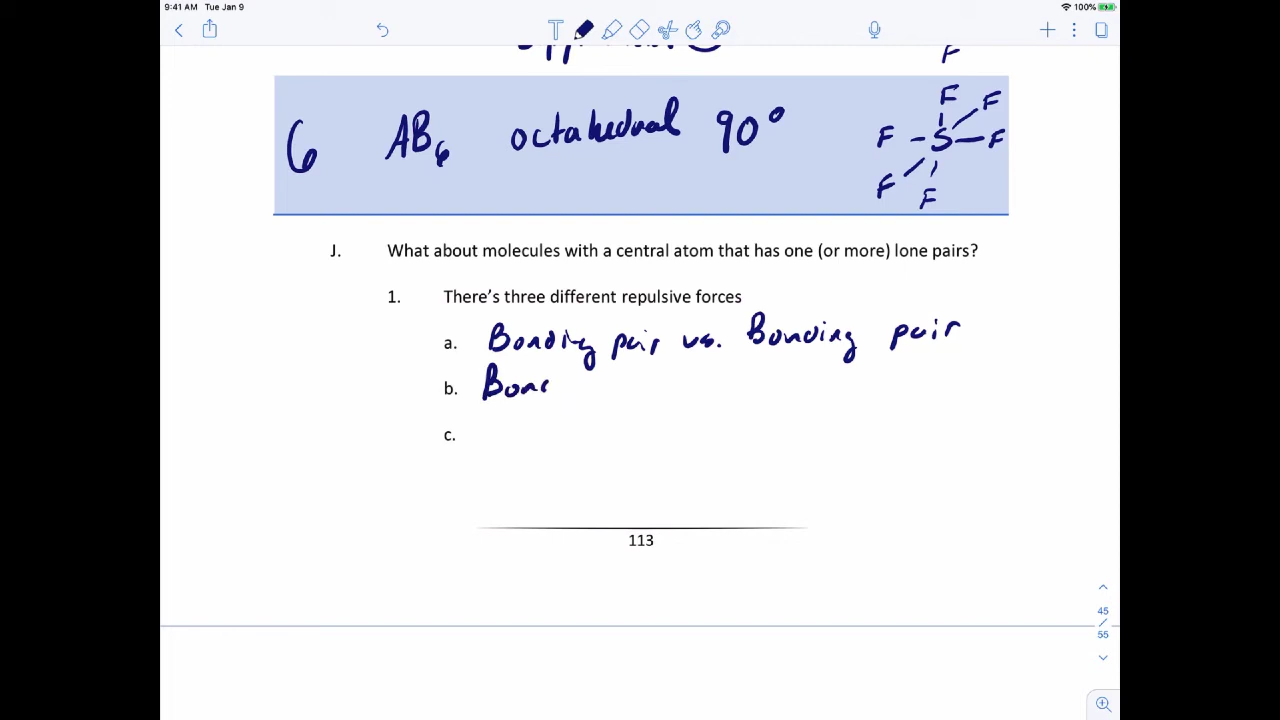 9:41 AM Tue Jan 9
100%
T
F
6 AB6 octahedral 90°
F F
F S F
F F
J. What about molecules with a central atom that has one (or more) lone pairs?
1. There's three different repulsive forces
a. Bonding pair vs. Bonding pair
b. Bon
c.
113
45
/
55